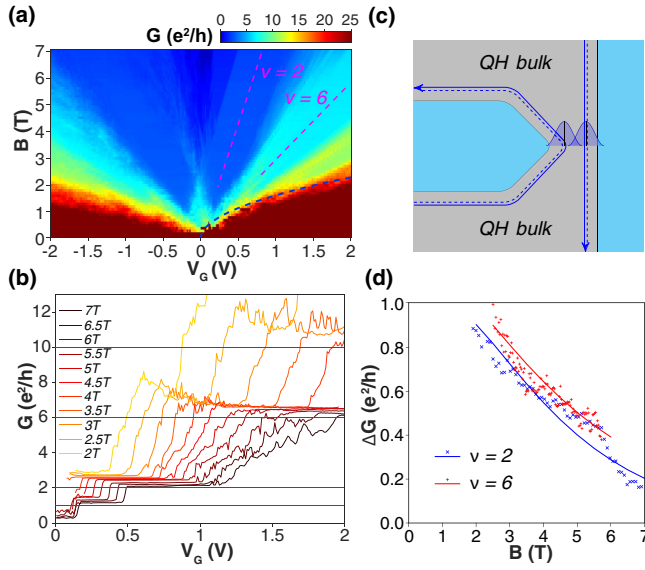 (a)
G (e²/h)
0 5 10 15 20 25
7
6
5
4
3
2
1
0
B (T)
ν = 2
ν = 6
-2 -1.5 -1 -0.5 0 0.5 1 1.5 2
V_G (V)
(c)
QH bulk
QH bulk
(b)
12
10
8
6
4
2
0
G (e²/h)
7T
6.5T
6T
5.5T
5T
4.5T
4T
3.5T
3T
2.5T
2T
0 0.5 1 1.5 2
V_G (V)
(d)
1.0
0.8
0.6
0.4
0.2
0.0
ΔG (e²/h)
ν = 2
ν = 6
0 1 2 3 4 5 6 7
B (T)